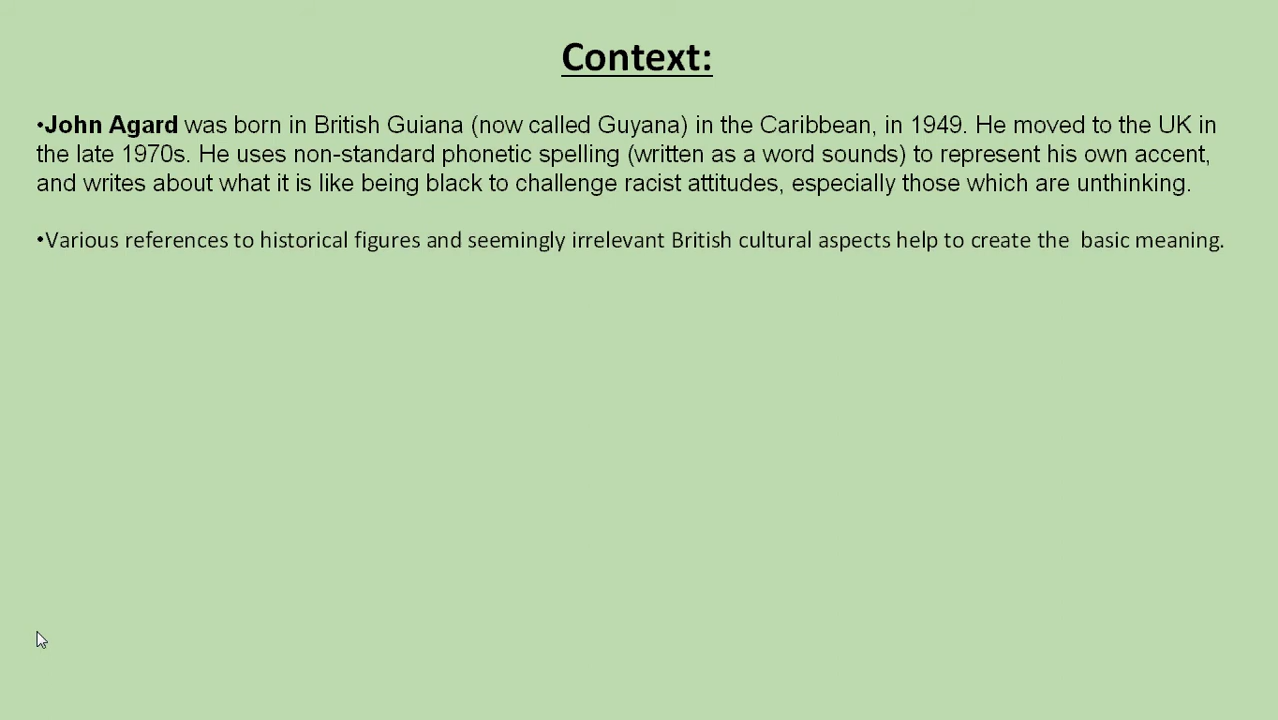 Context:
•John Agard was born in British Guiana (now called Guyana) in the Caribbean, in 1949. He moved to the UK in
the late 1970s. He uses non-standard phonetic spelling (written as a word sounds) to represent his own accent,
and writes about what it is like being black to challenge racist attitudes, especially those which are unthinking.
•Various references to historical figures and seemingly irrelevant British cultural aspects help to create the basic meaning.